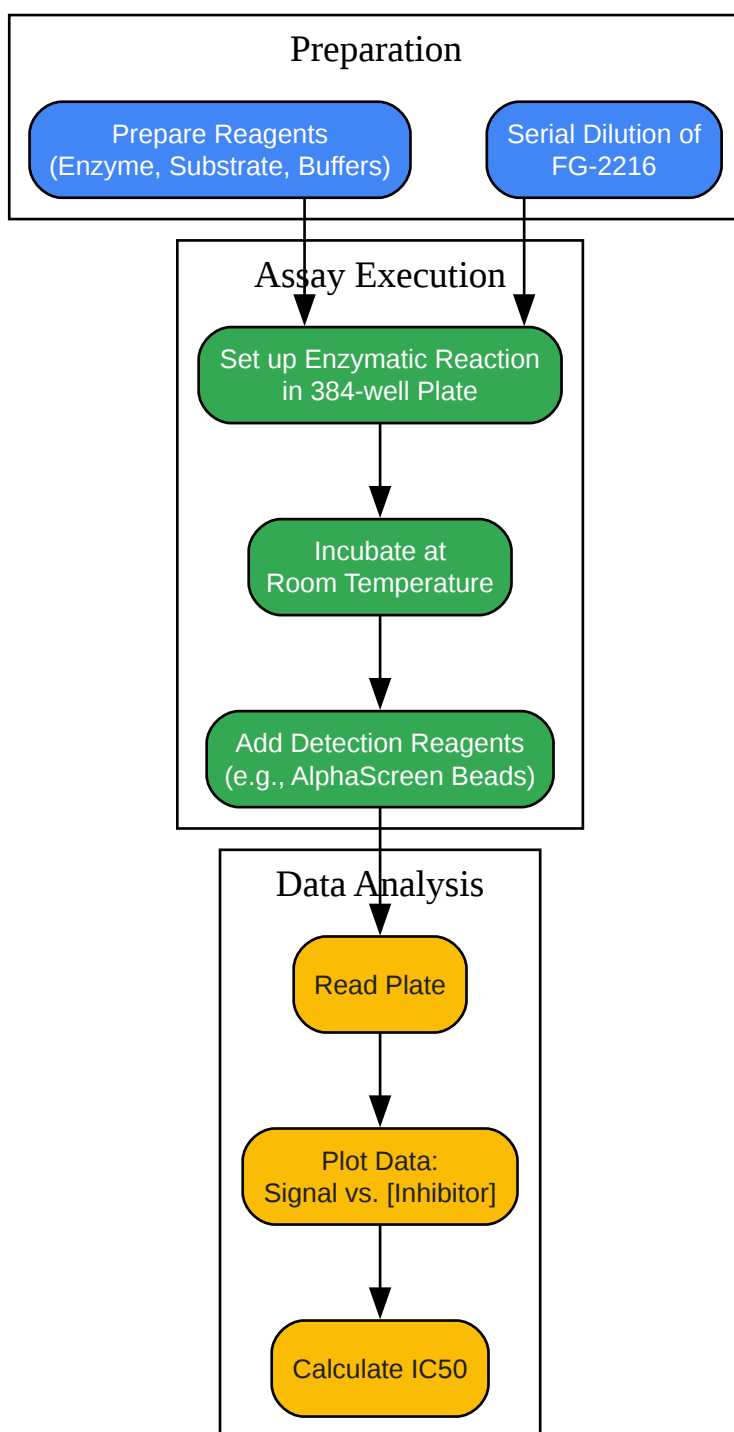 Preparation
Prepare Reagents
(Enzyme, Substrate, Buffers)
Serial Dilution of
FG-2216
Assay Execution
Set up Enzymatic Reaction
in 384-well Plate
Incubate at
Room Temperature
Add Detection Reagents
(e.g., AlphaScreen Beads)
Data Analysis
Read Plate
Plot Data:
Signal vs. [Inhibitor]
Calculate IC50